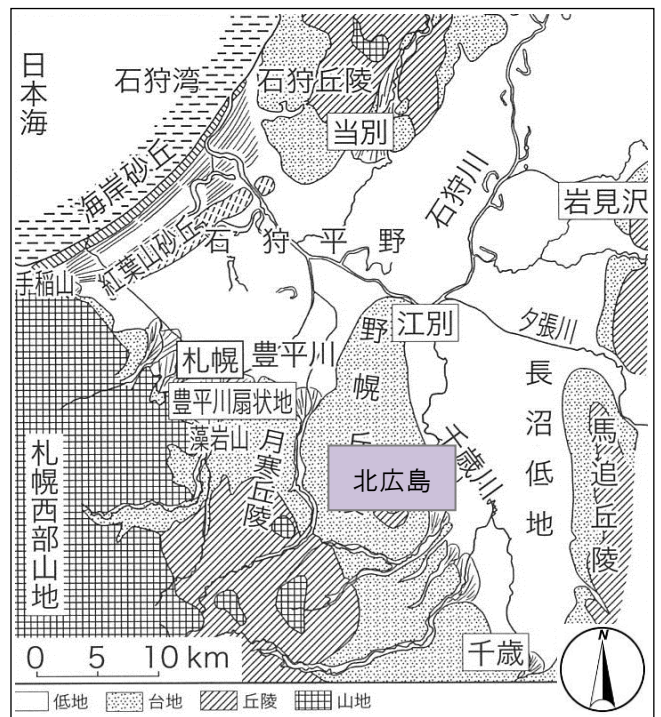 日本海
石狩湾
石狩丘陵
当別
海岸砂丘
石狩川
岩見沢
紅葉山砂丘
石狩平野
手稲山
江別
夕張川
札幌
豊平川
野幌丘
長沼低地
豊平川扇状地
藻岩山
月寒丘陵
北広島
千歳川
馬追丘陵
札幌西部山地
千歳
N
0 5 10 km
低地 台地 丘陵 山地